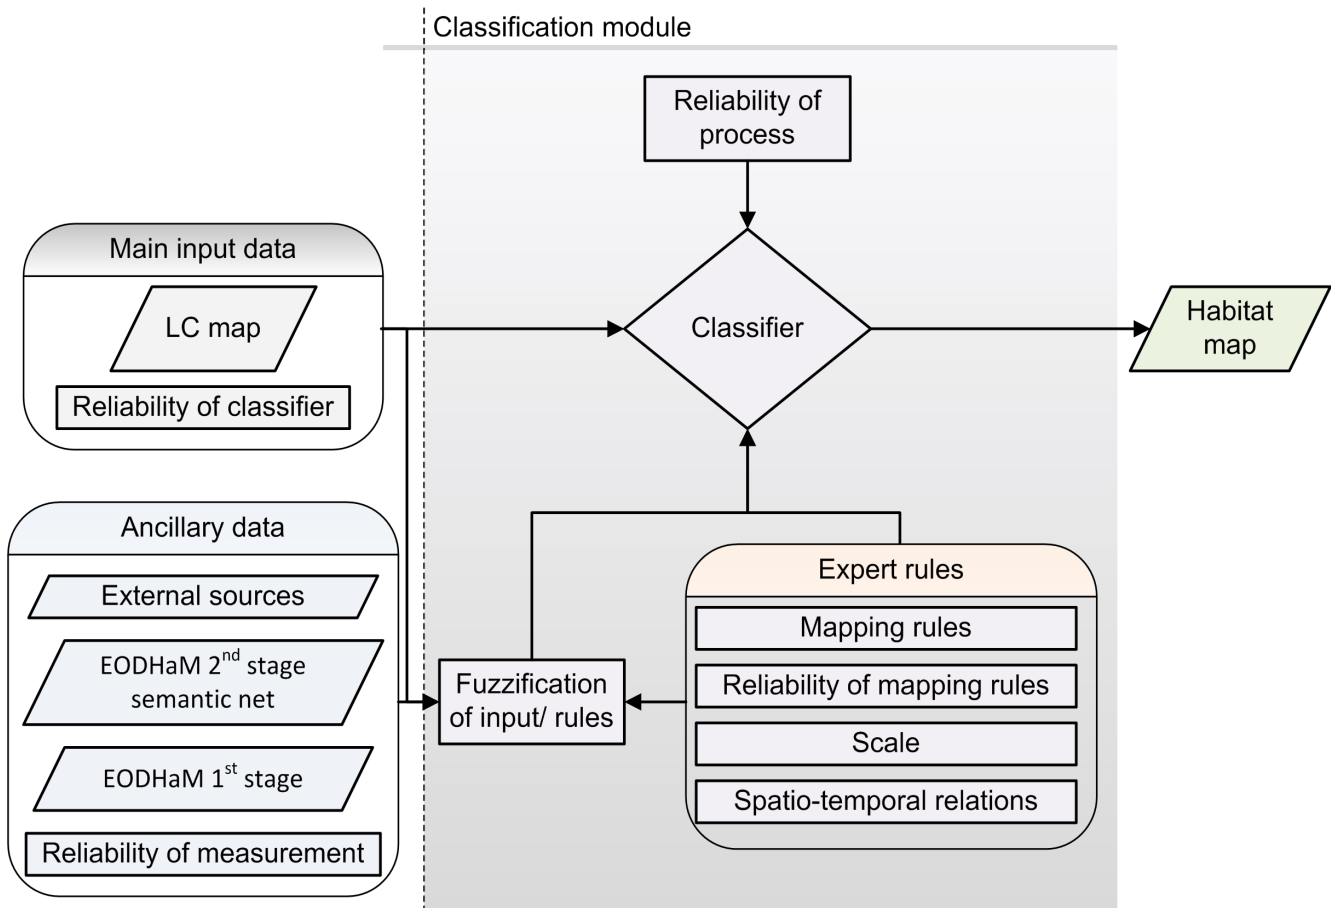 Classification module
Reliability of
process
Main input data
LC map
Reliability of classifier
Classifier
Habitat
map
Ancillary data
External sources
EODHaM 2nd stage
semantic net
EODHaM 1st stage
Reliability of measurement
Fuzzification
of input/ rules
Expert rules
Mapping rules
Reliability of mapping rules
Scale
Spatio-temporal relations